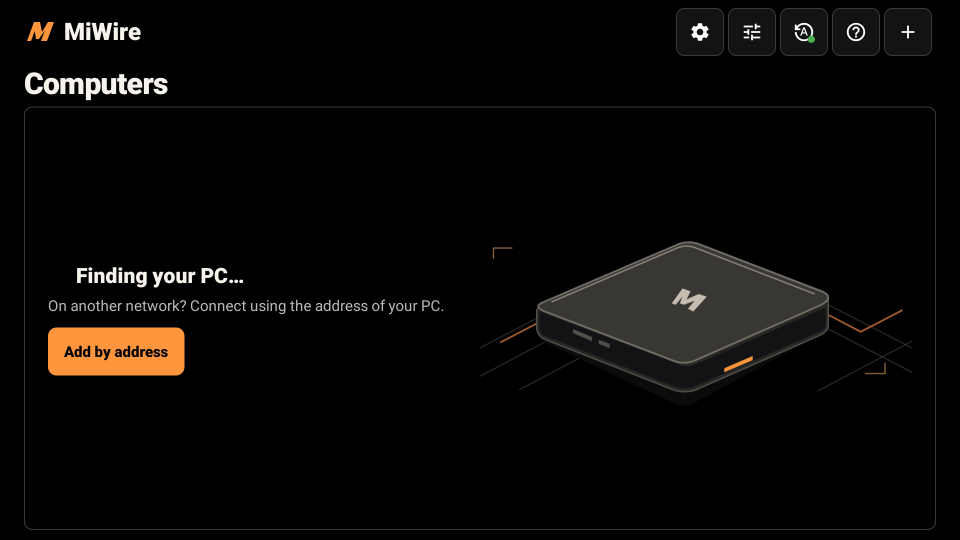 MiWire
Computers
Finding your PC…
On another network? Connect using the address of your PC.
Add by address